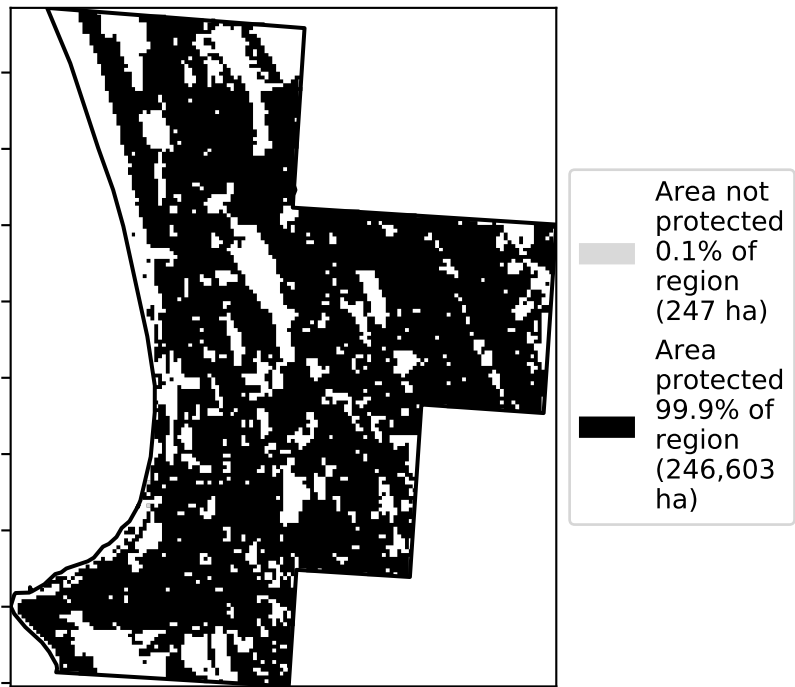 Area not
protected
0.1% of
region
(247 ha)
Area
protected
99.9% of
region
(246,603
ha)